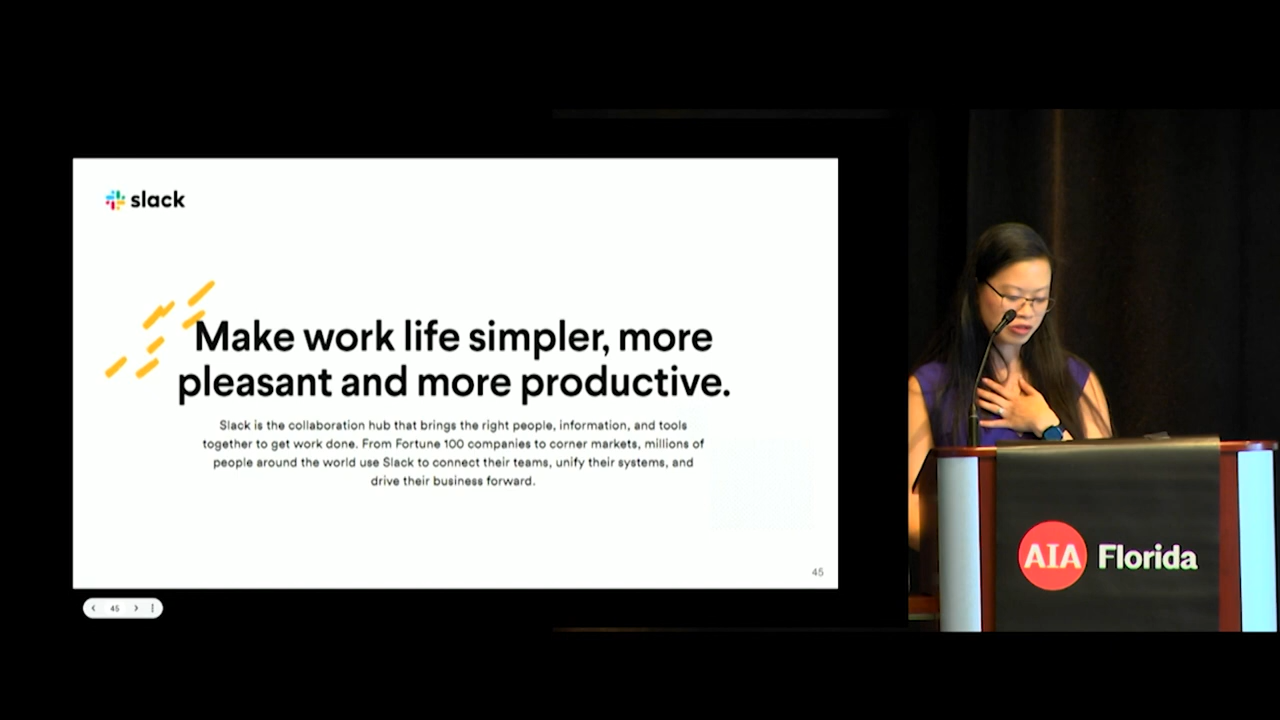 slack
Make work life simpler, more
pleasant and more productive.
Slack is the collaboration hub that brings the right people, information, and tools
together to get work done. From Fortune 100 companies to corner markets, millions of
people around the world use Slack to connect their teams, unify their systems, and
drive their business forward.
45
45
AIA Florida